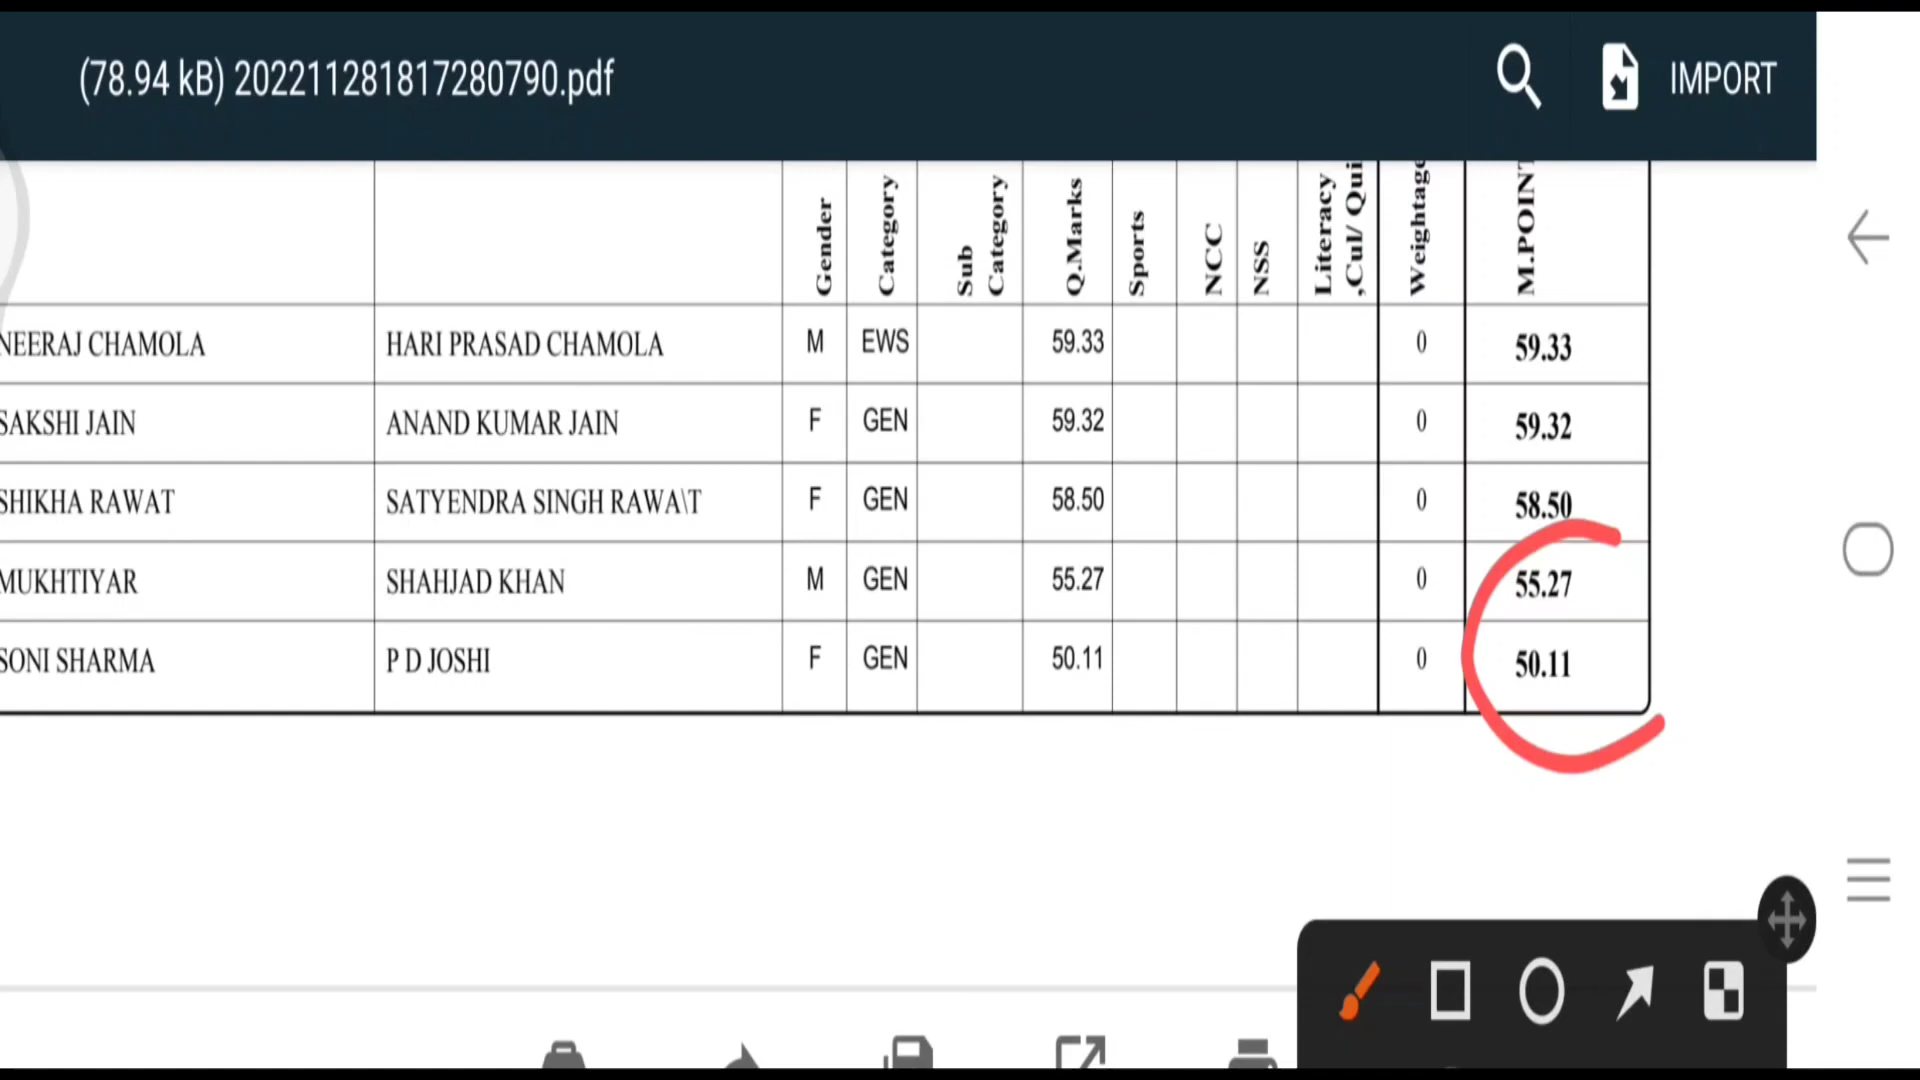 (78.94 kB) 202211281817280790.pdf IMPORT
Gender Category Sub Category Q.Marks Sports NCC NSS Literacy ,Cul/ Qui Weightage M.POINT
NEERAJ CHAMOLA HARI PRASAD CHAMOLA M EWS 59.33 0 59.33
SAKSHI JAIN ANAND KUMAR JAIN F GEN 59.32 0 59.32
SHIKHA RAWAT SATYENDRA SINGH RAWA\T F GEN 58.50 0 58.50
MUKHTIYAR SHAHJAD KHAN M GEN 55.27 0 55.27
SONI SHARMA P D JOSHI F GEN 50.11 0 50.11